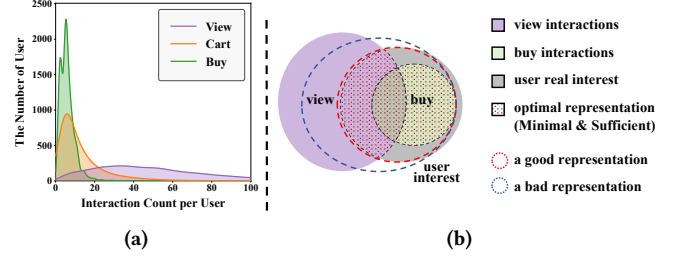 2500
2000
1500
1000
500
0
The Number of User
View
Cart
Buy
0 20 40 60 80 100
Interaction Count per User
(a)
view
buy
user
interest
view interactions
buy interactions
user real interest
optimal representation
(Minimal & Sufficient)
a good representation
a bad representation
(b)